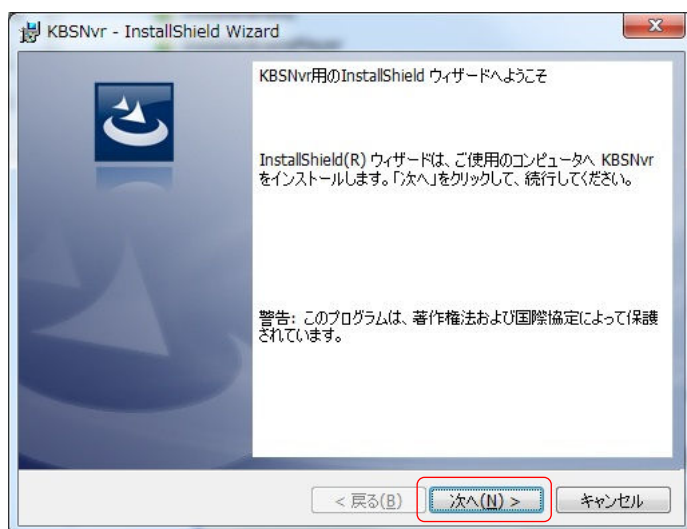 KBSNvr - InstallShield Wizard
KBSNvr用のInstallShield ウィザードへようこそ
InstallShield(R) ウィザードは、ご使用のコンピュータへ KBSNvr
をインストールします。「次へ」をクリックして、続行してください。
警告: このプログラムは、著作権法および国際協定によって保護
されています。
< 戻る(B) 次へ(N) > キャンセル